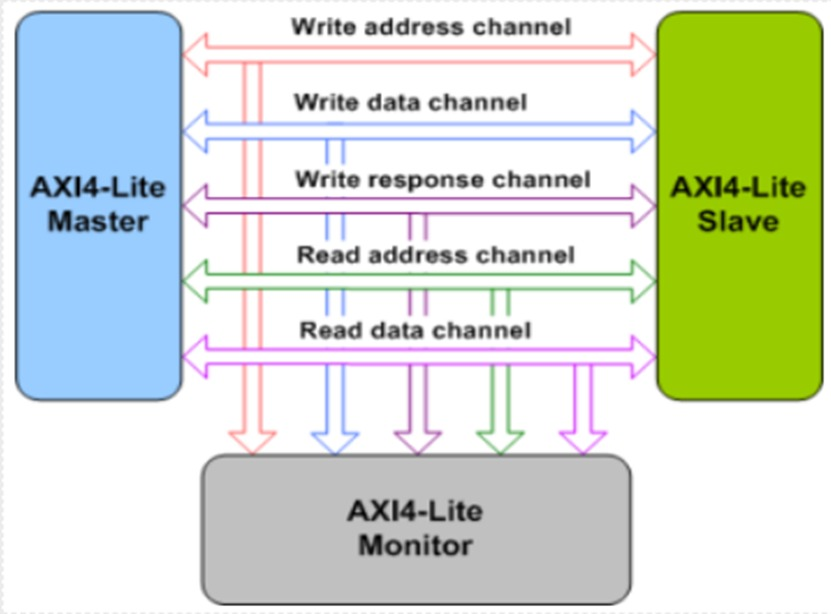 Write address channel
Write data channel
Write response channel
Read address channel
Read data channel
AXI4-Lite
Master
AXI4-Lite
Slave
AXI4-Lite
Monitor